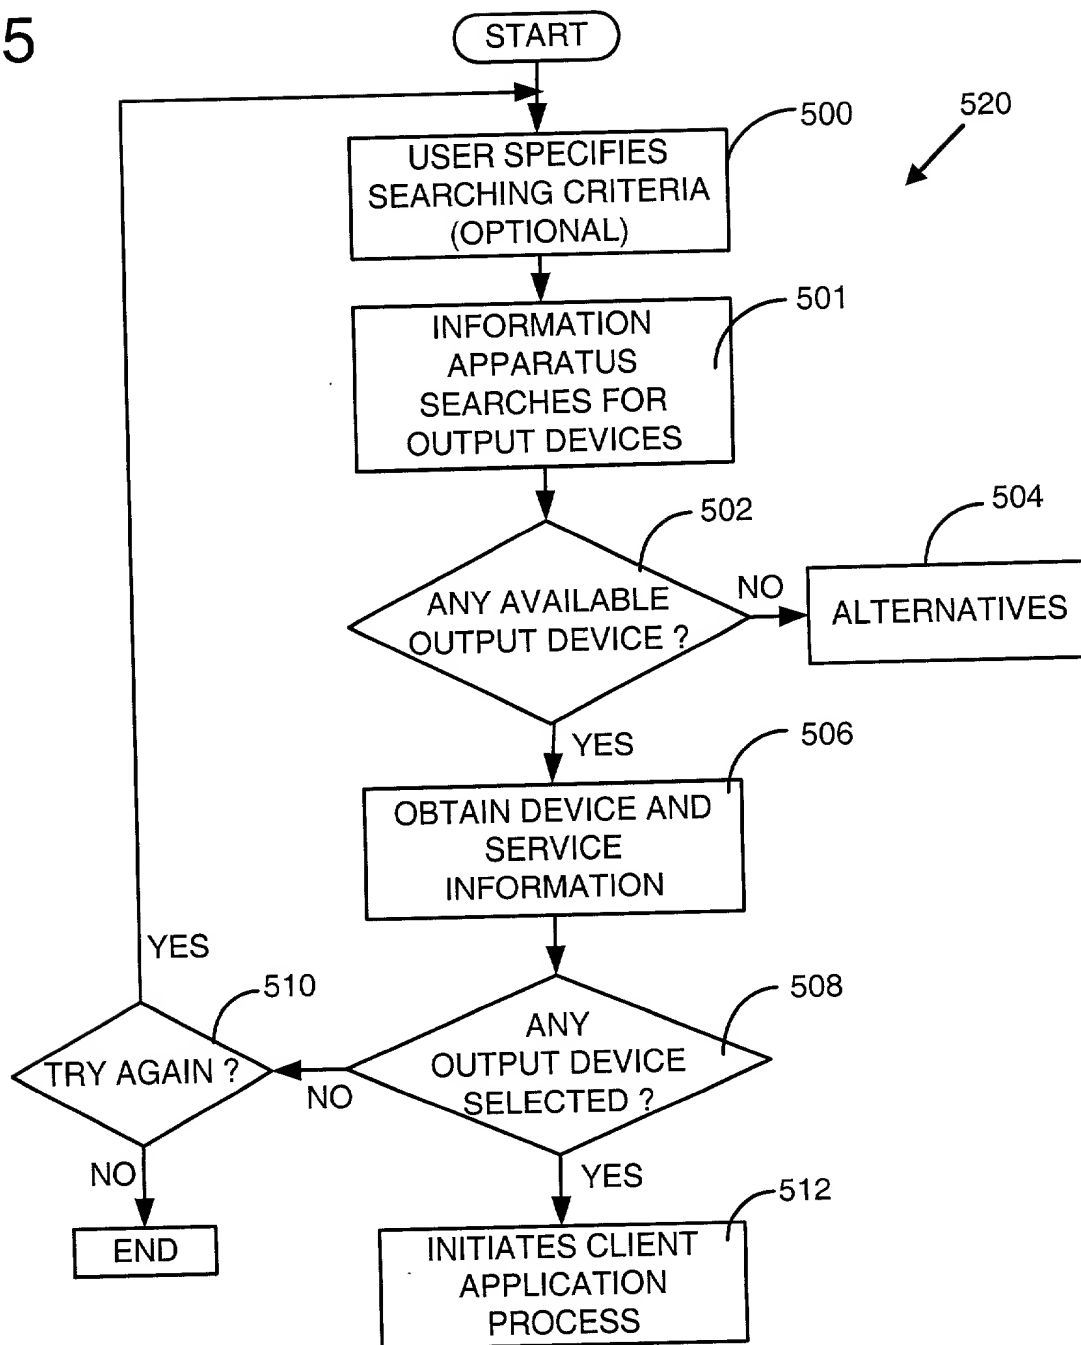 5
START
500
520
USER SPECIFIES
SEARCHING CRITERIA
(OPTIONAL)
501
INFORMATION
APPARATUS
SEARCHES FOR
OUTPUT DEVICES
502
504
ANY AVAILABLE
OUTPUT DEVICE ?
NO
ALTERNATIVES
YES
506
OBTAIN DEVICE AND
SERVICE
INFORMATION
YES
510
508
ANY
OUTPUT DEVICE
SELECTED ?
TRY AGAIN ?
NO
NO
YES
512
END
INITIATES CLIENT
APPLICATION
PROCESS